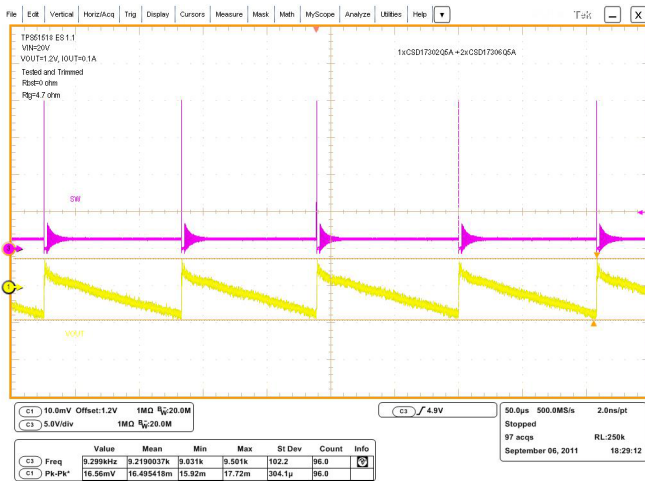 File Edit Vertical Horiz/Acq Trig Display Cursors Measure Mask Math MyScope Analyze Utilities Help Tek X
TPS51518 ES 1.1
VIN=20V
VOUT=1.2V, IOUT=0.1A
Tested and Trimmed
Rbst=0 ohm
Rtg=4.7 ohm
1xCSD17302Q5A + 2xCSD17306Q5A
SW
3
1
VOUT
C1 10.0mV Offset:1.2V 1MΩ BW:20.0M
C3 5.0V/div 1MΩ BW:20.0M
C3 4.9V
50.0µs 500.0MS/s 2.0ns/pt
Stopped
97 acqs RL:250k
September 06, 2011 18:29:12
Value Mean Min Max St Dev Count Info
C3 Freq 9.299kHz 9.2190037k 9.031k 9.501k 102.2 96.0
C1 Pk-Pk* 16.56mV 16.495418m 15.92m 17.72m 304.1µ 96.0